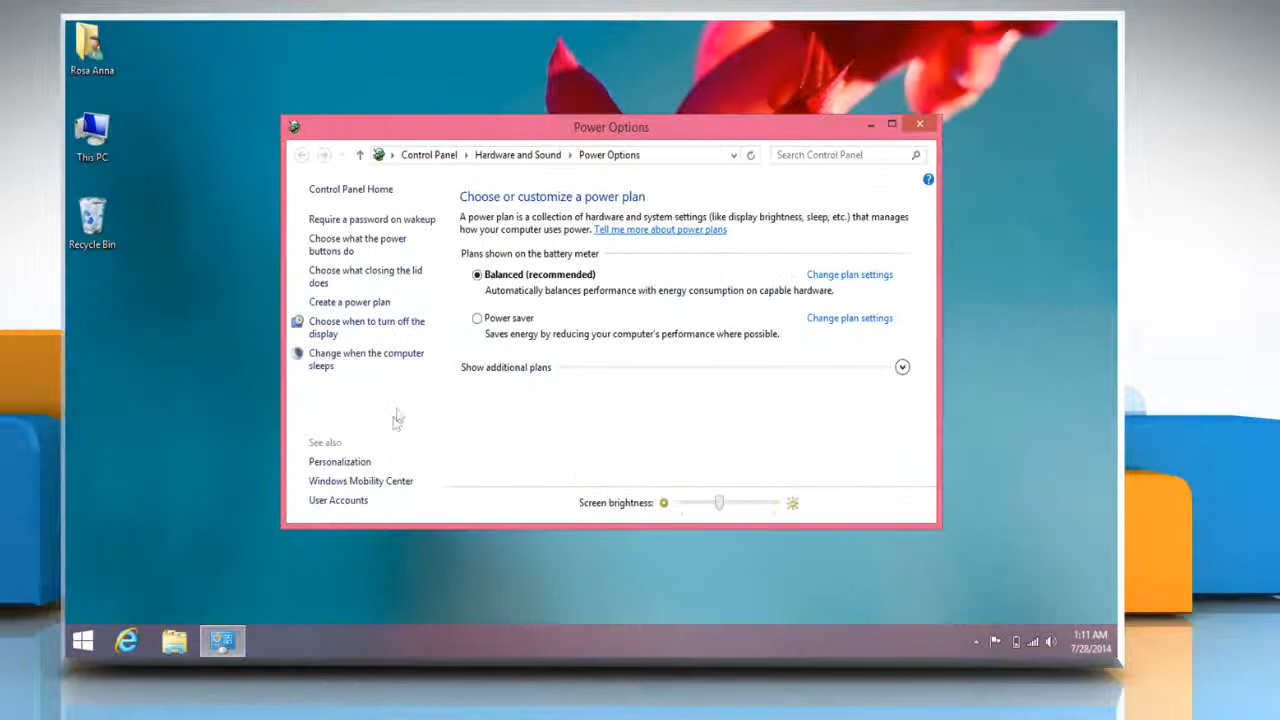 Rosa Anna
This PC
Recycle Bin
Power Options
Control Panel
Hardware and Sound
Power Options
Search Control Panel
Control Panel Home
Require a password on wakeup
Choose what the power
buttons do
Choose what closing the lid
does
Create a power plan
Choose when to turn off the
display
Change when the computer
sleeps
See also
Personalization
Windows Mobility Center
User Accounts
Choose or customize a power plan
A power plan is a collection of hardware and system settings (like display brightness, sleep, etc.) that manages
how your computer uses power. Tell me more about power plans
Plans shown on the battery meter
Balanced (recommended) Change plan settings
Automatically balances performance with energy consumption on capable hardware.
Power saver Change plan settings
Saves energy by reducing your computer's performance where possible.
Show additional plans
Screen brightness:
1:11 AM
7/28/2014